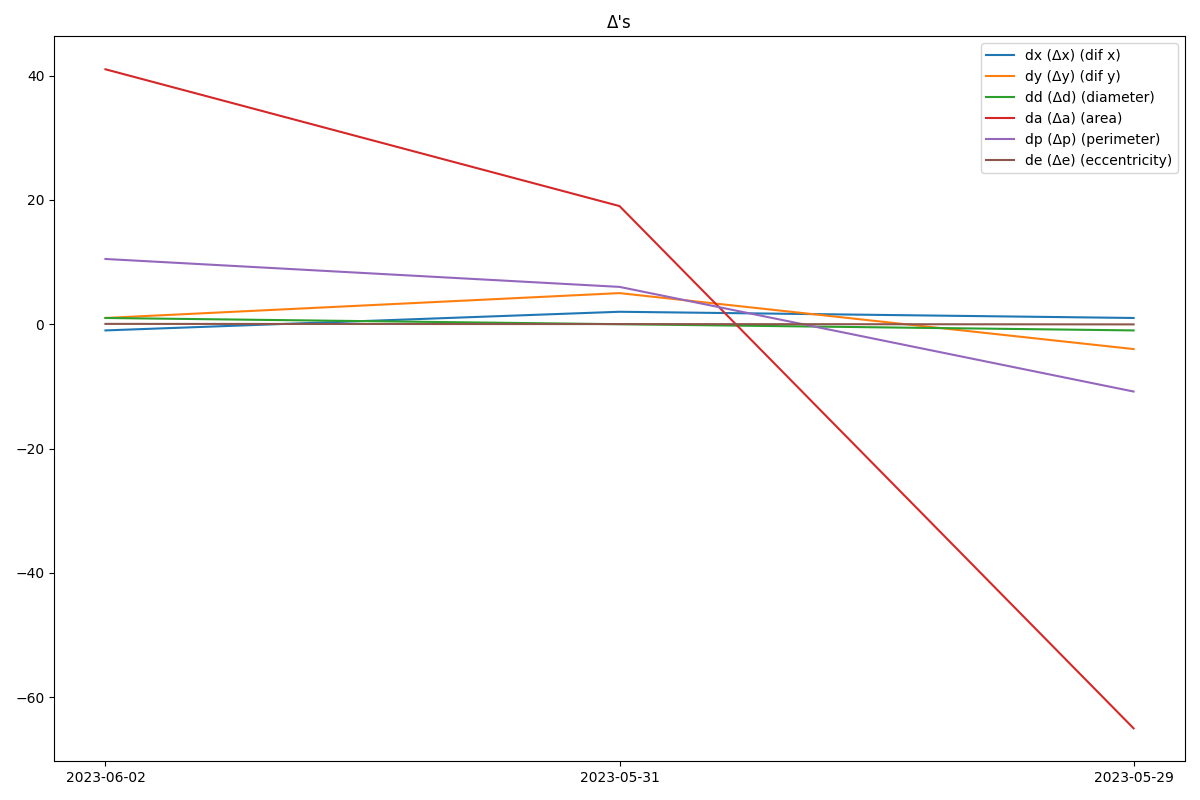 Δ's
dx (Δx) (dif x)
dy (Δy) (dif y)
dd (Δd) (diameter)
da (Δa) (area)
dp (Δp) (perimeter)
de (Δe) (eccentricity)
40
20
0
−20
−40
−60
2023-06-02
2023-05-31
2023-05-29